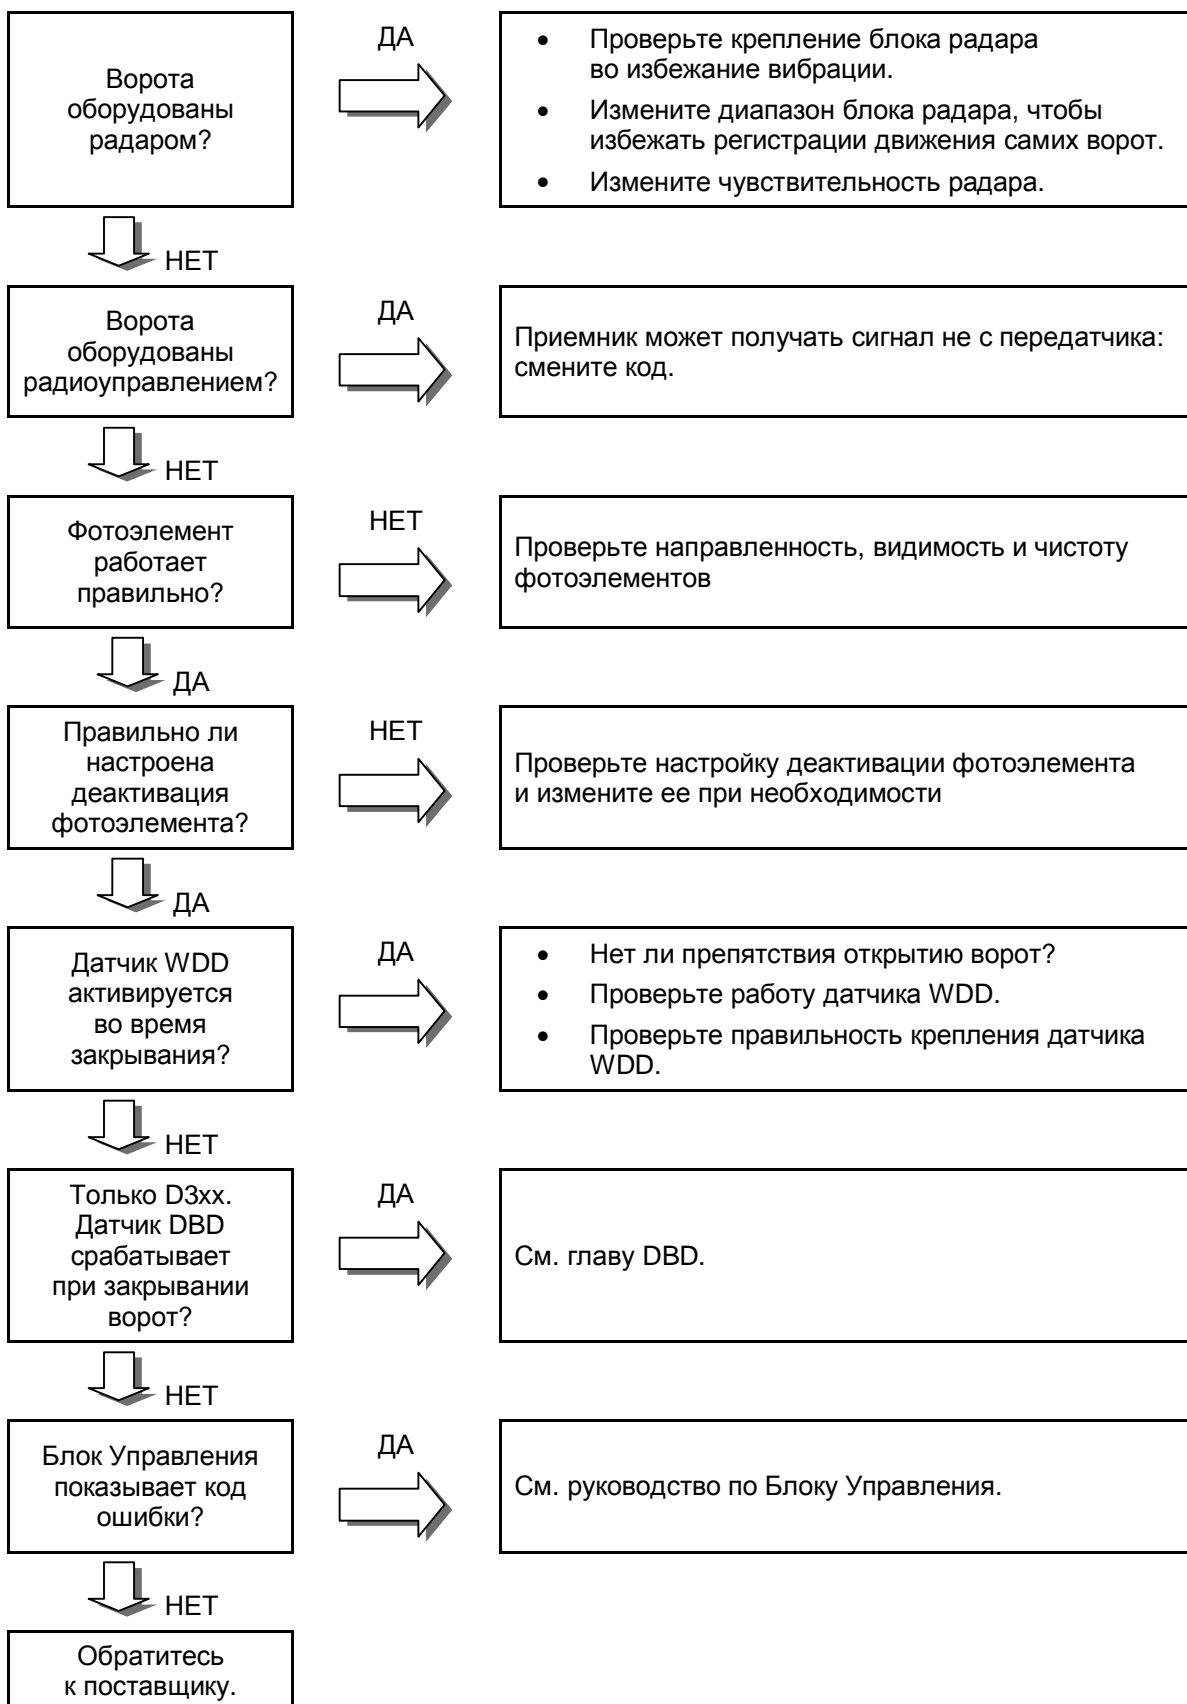 Ворота
оборудованы
радаром?
ДА
• Проверьте крепление блока радара
во избежание вибрации.
• Измените диапазон блока радара, чтобы
избежать регистрации движения самих ворот.
• Измените чувствительность радара.
НЕТ
Ворота
оборудованы
радиоуправлением?
ДА
Приемник может получать сигнал не с передатчика:
смените код.
НЕТ
Фотоэлемент
работает
правильно?
НЕТ
Проверьте направленность, видимость и чистоту
фотоэлементов
ДА
Правильно ли
настроена
деактивация
фотоэлемента?
НЕТ
Проверьте настройку деактивации фотоэлемента
и измените ее при необходимости
ДА
Датчик WDD
активируется
во время
закрывания?
ДА
• Нет ли препятствия открытию ворот?
• Проверьте работу датчика WDD.
• Проверьте правильность крепления датчика
WDD.
НЕТ
Только D3xx.
Датчик DBD
срабатывает
при закрывании
ворот?
ДА
См. главу DBD.
НЕТ
Блок Управления
показывает код
ошибки?
ДА
См. руководство по Блоку Управления.
НЕТ
Обратитесь
к поставщику.